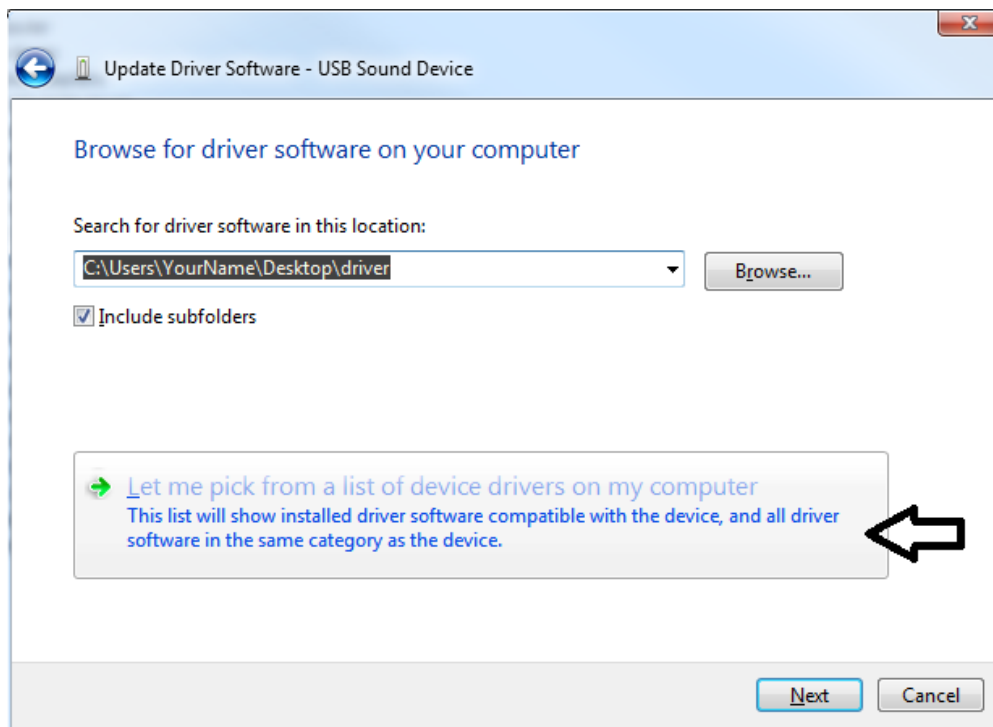 Update Driver Software - USB Sound Device
Browse for driver software on your computer
Search for driver software in this location:
C:\Users\YourName\Desktop\driver
Browse...
Include subfolders
Let me pick from a list of device drivers on my computer
This list will show installed driver software compatible with the device, and all driver
software in the same category as the device.
Next
Cancel